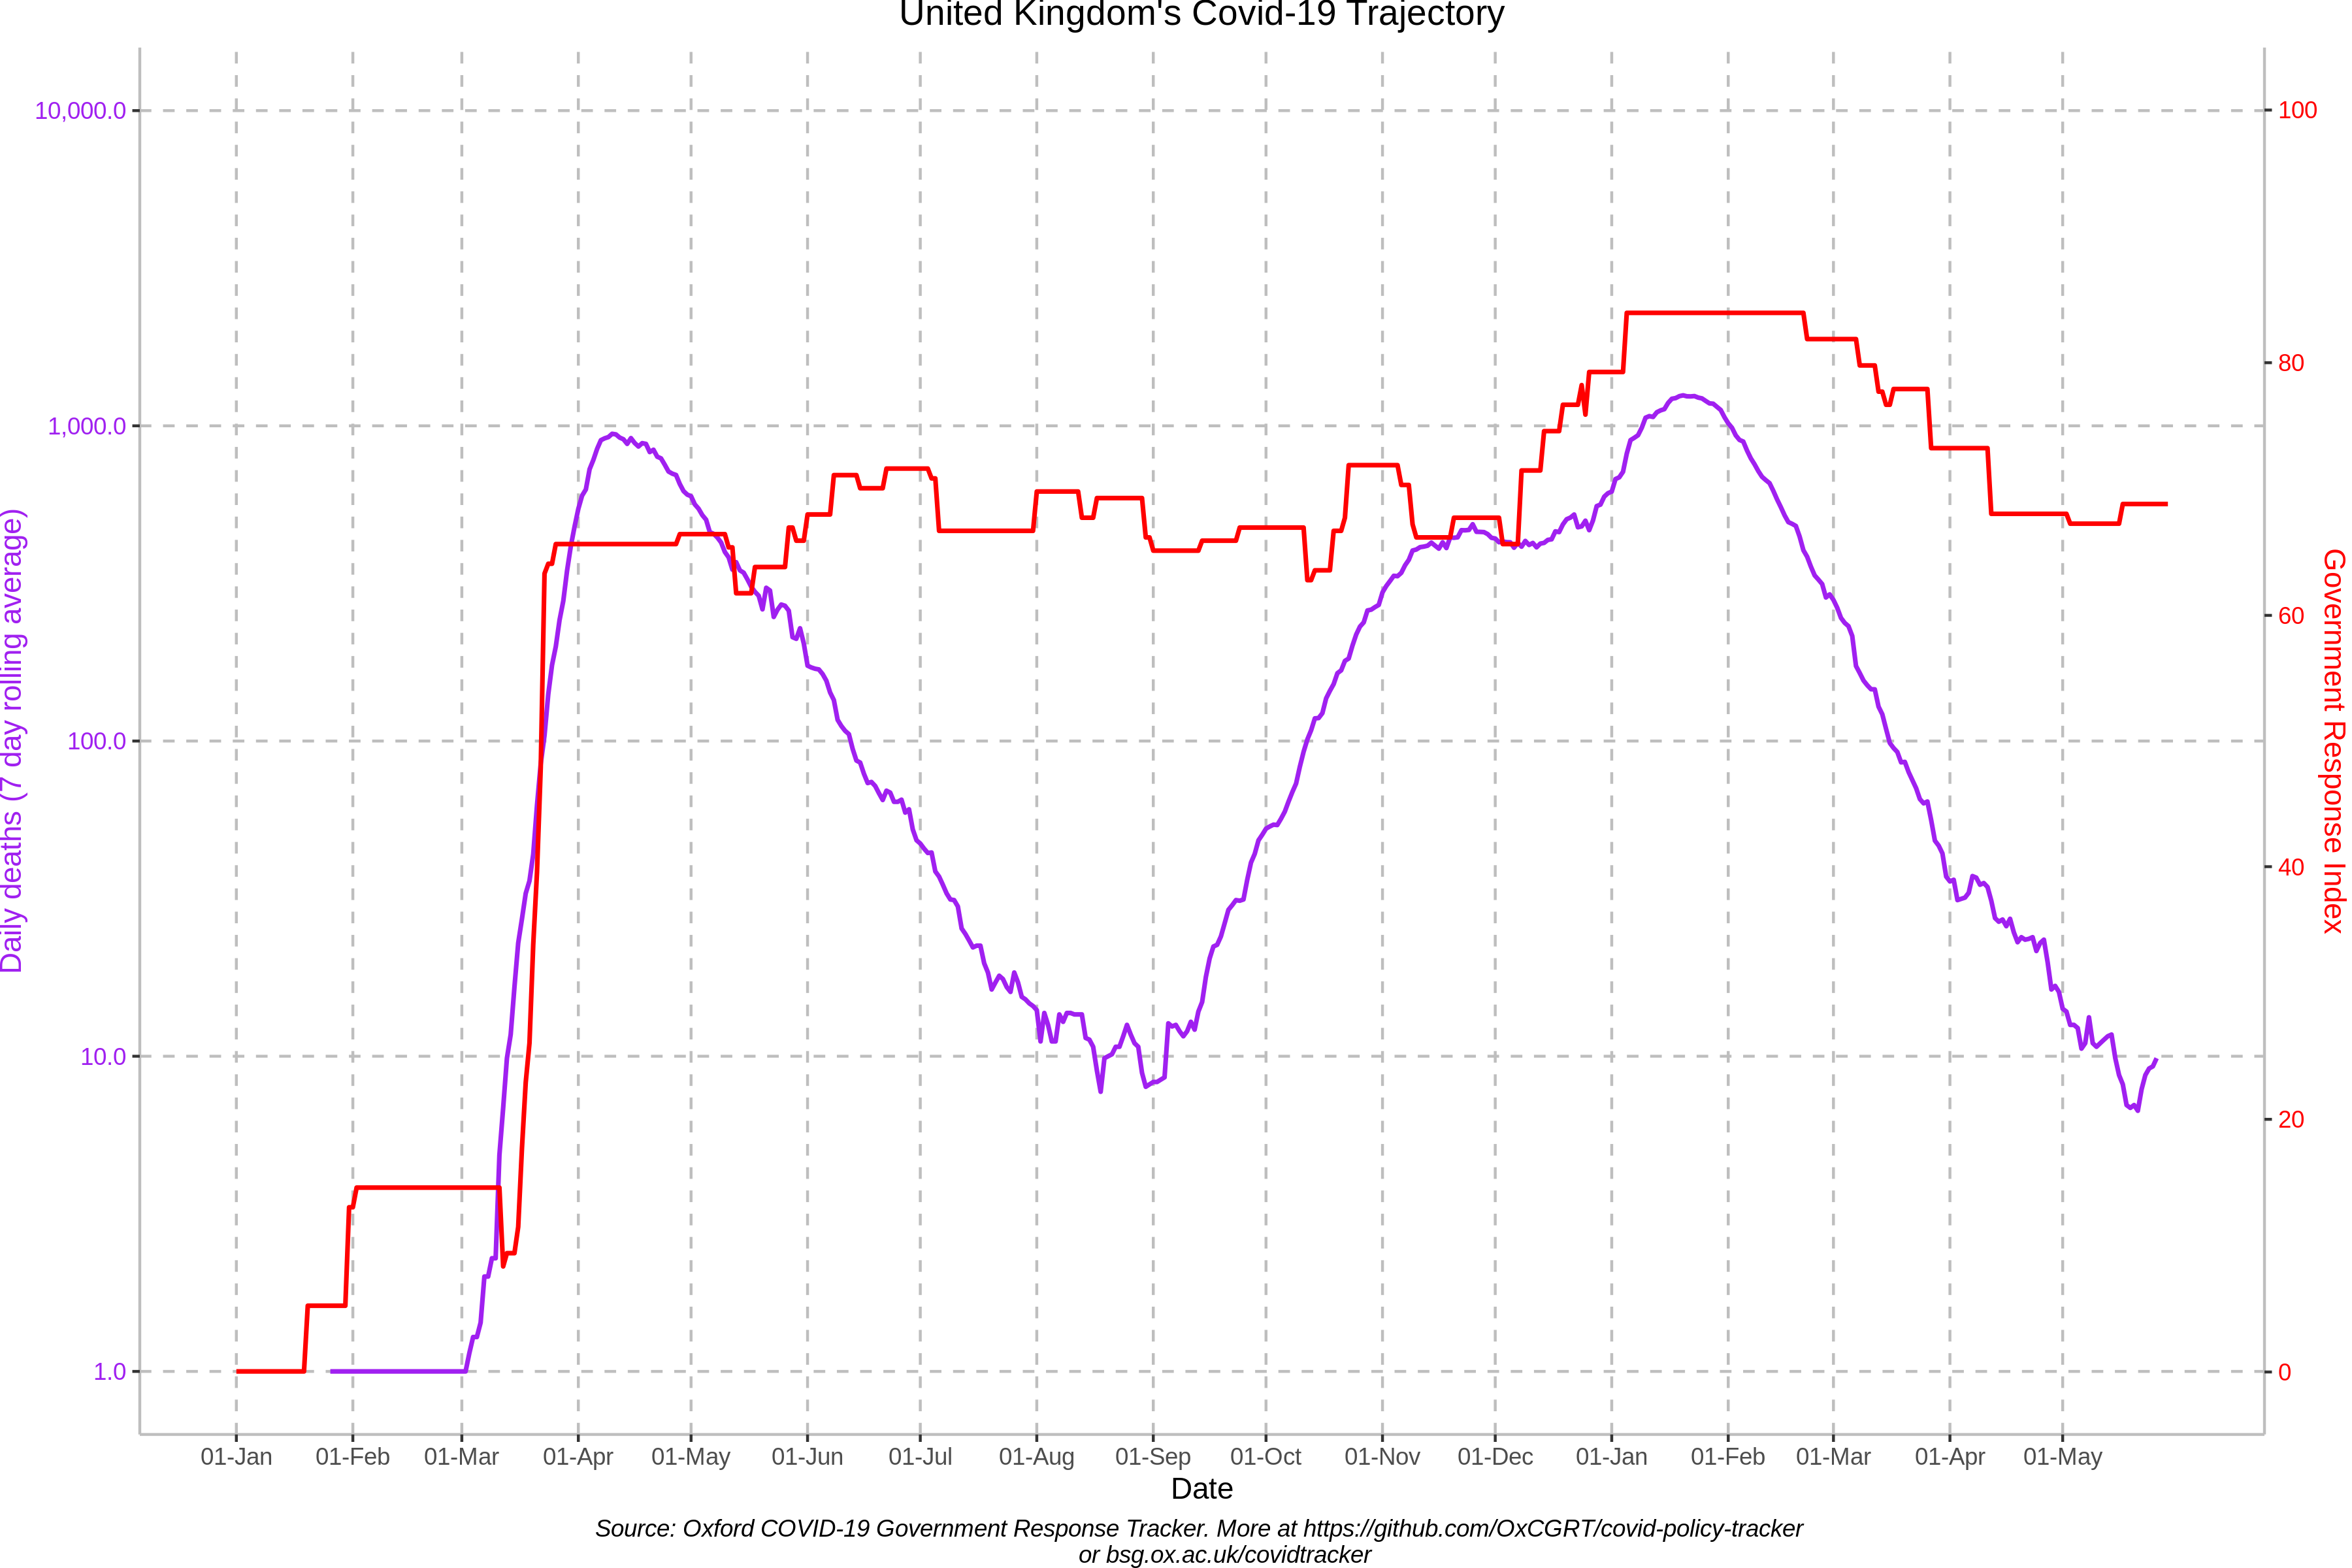 United Kingdom's Covid-19 Trajectory
10,000.0
1,000.0
100.0
10.0
1.0
Daily deaths (7 day rolling average)
100
80
60
40
20
0
Government Response Index
01-Jan 01-Feb 01-Mar 01-Apr 01-May 01-Jun 01-Jul 01-Aug 01-Sep 01-Oct 01-Nov 01-Dec 01-Jan 01-Feb 01-Mar 01-Apr 01-May
Date
Source: Oxford COVID-19 Government Response Tracker. More at https://github.com/OxCGRT/covid-policy-tracker
or bsg.ox.ac.uk/covidtracker